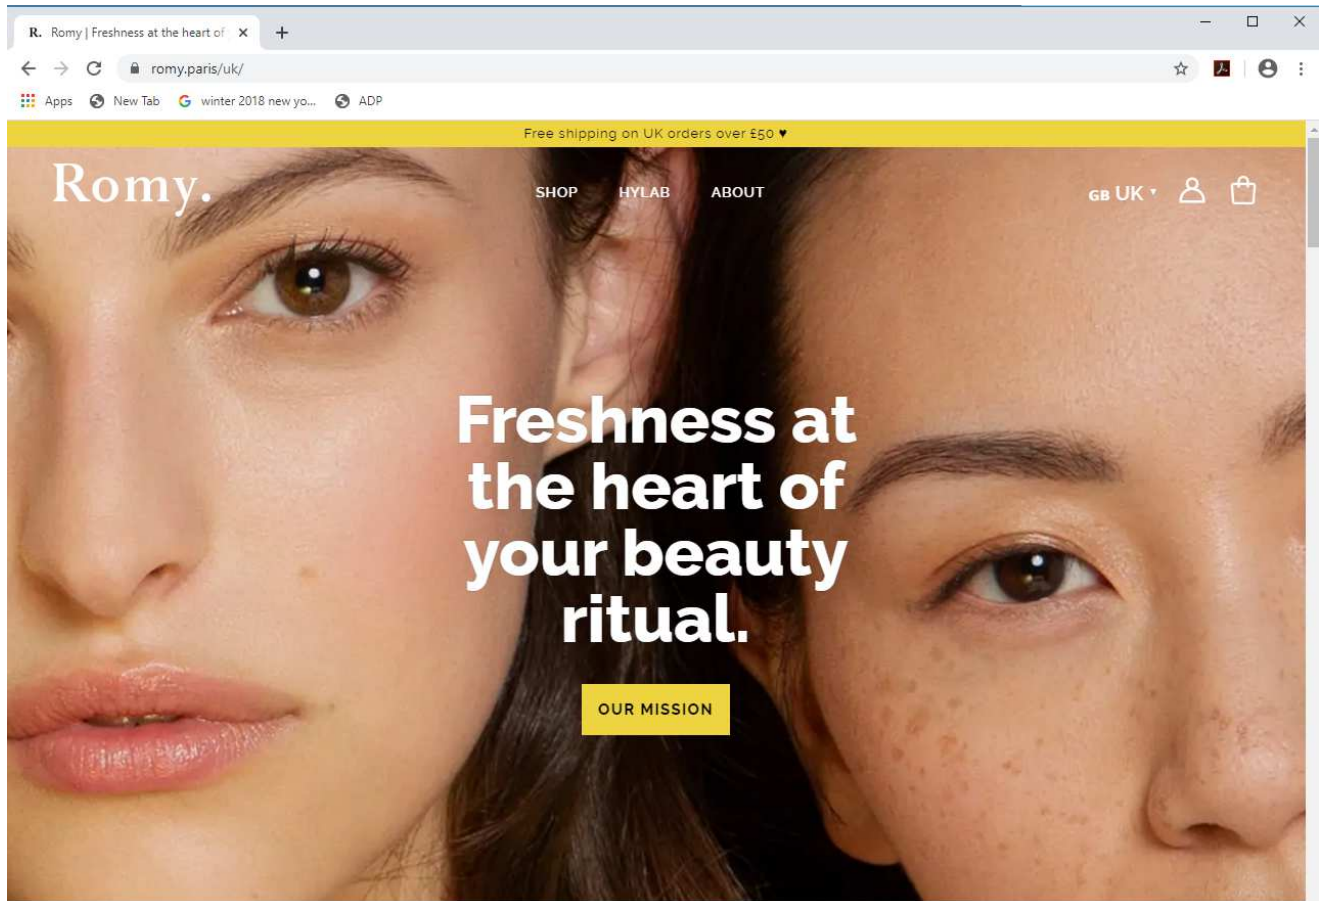 R. Romy | Freshness at the heart of
romy.paris/uk/
Apps New Tab winter 2018 new yo... ADP
Free shipping on UK orders over £50 ♥
Romy. SHOP HYLAB ABOUT GB UK
Freshness at
the heart of
your beauty
ritual.
OUR MISSION